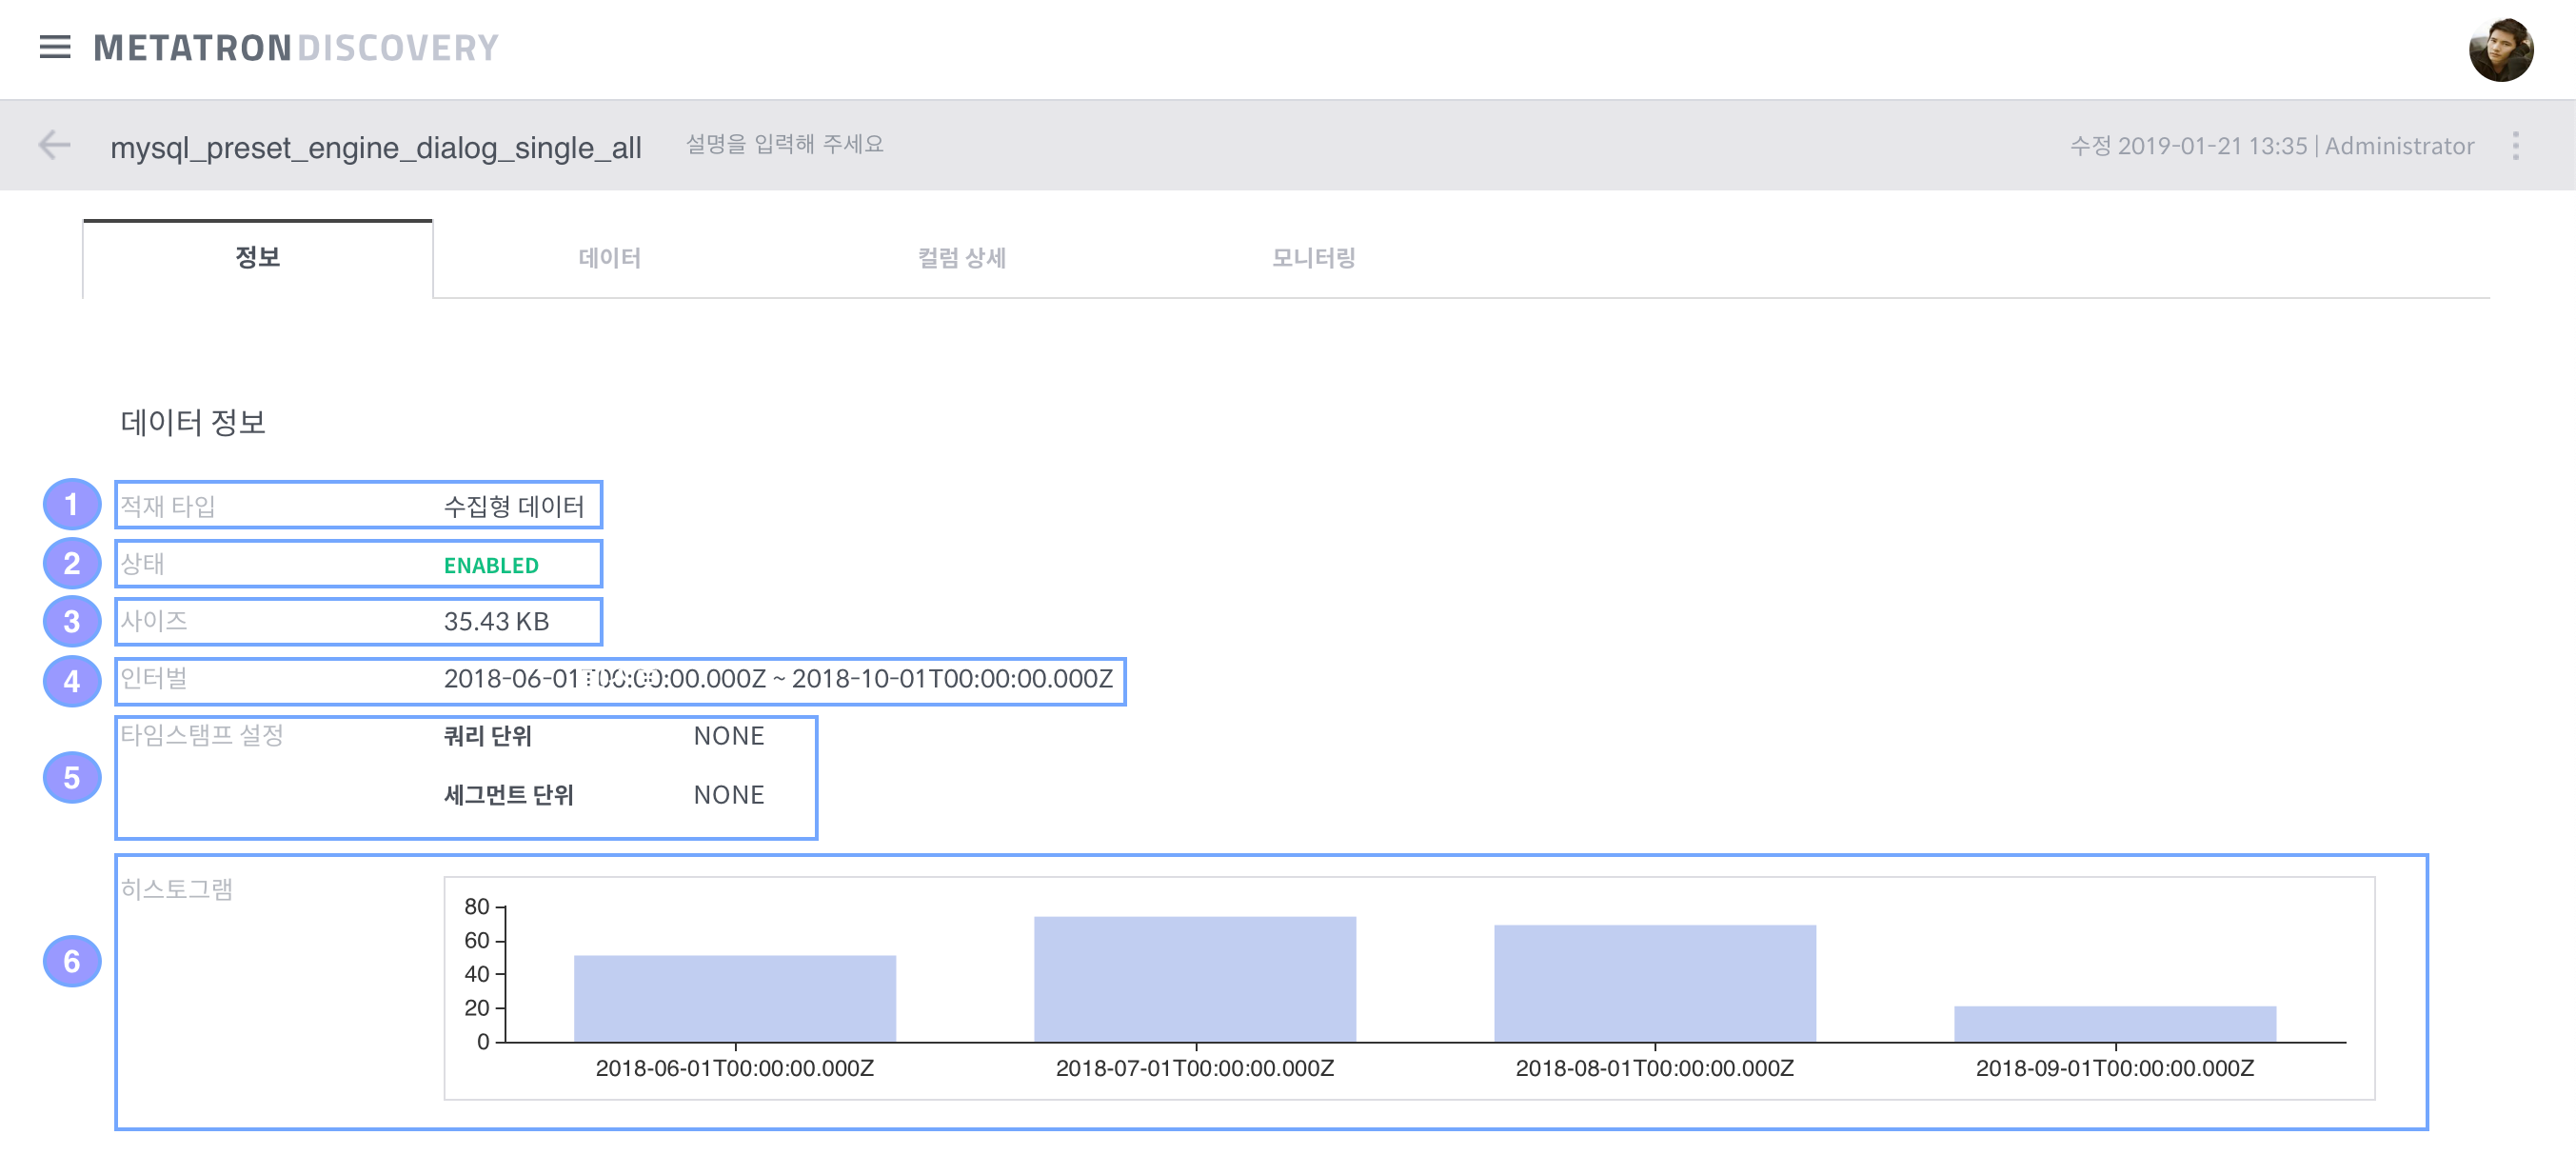 METATRON DISCOVERY
mysql_preset_engine_dialog_single_all 설명을 입력해 주세요 수정 2019-01-21 13:35 | Administrator
정보 데이터 컬럼 상세 모니터링
데이터 정보
1 적재 타입 수집형 데이터
2 상태 ENABLED
3 사이즈 35.43 KB
4 인터벌 2018-06-01T00:00:00.000Z ~ 2018-10-01T00:00:00.000Z
타임스탬프 설정 쿼리 단위 NONE
5
세그먼트 단위 NONE
히스토그램
6
80
60
40
20
0
2018-06-01T00:00:00.000Z 2018-07-01T00:00:00.000Z 2018-08-01T00:00:00.000Z 2018-09-01T00:00:00.000Z